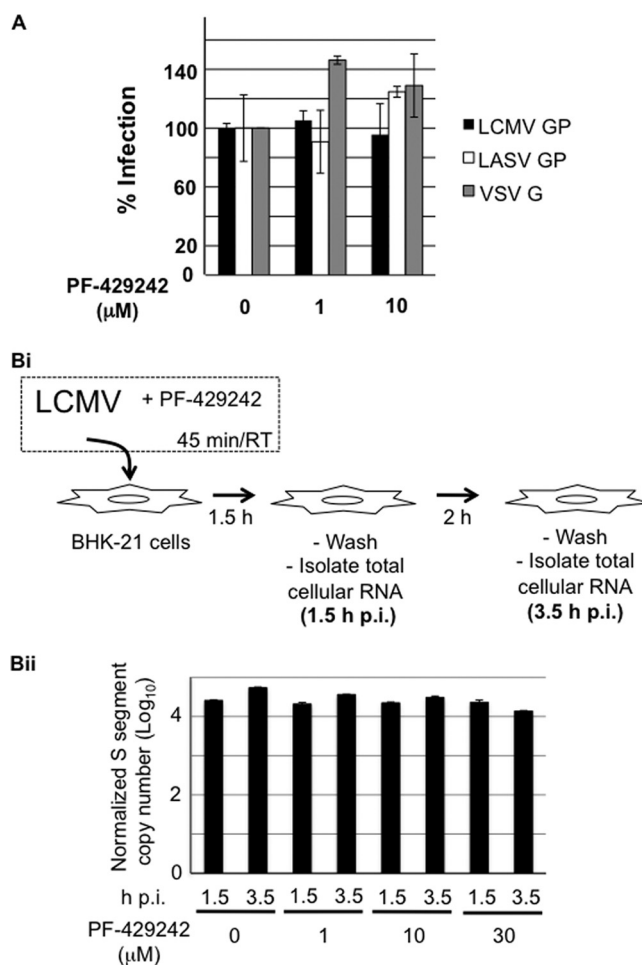 A
% Infection
140
100
60
20
0
LCMV GP
LASV GP
VSV G
PF-429242
(μM)
0 1 10
Bi
LCMV + PF-429242
45 min/RT
BHK-21 cells
1.5 h
- Wash
- Isolate total
cellular RNA
(1.5 h p.i.)
2 h
- Wash
- Isolate total
cellular RNA
(3.5 h p.i.)
Bii
Normalized S segment
copy number (Log10)
4
2
0
h p.i. 1.5 3.5 1.5 3.5 1.5 3.5 1.5 3.5
PF-429242
(μM)
0 1 10 30